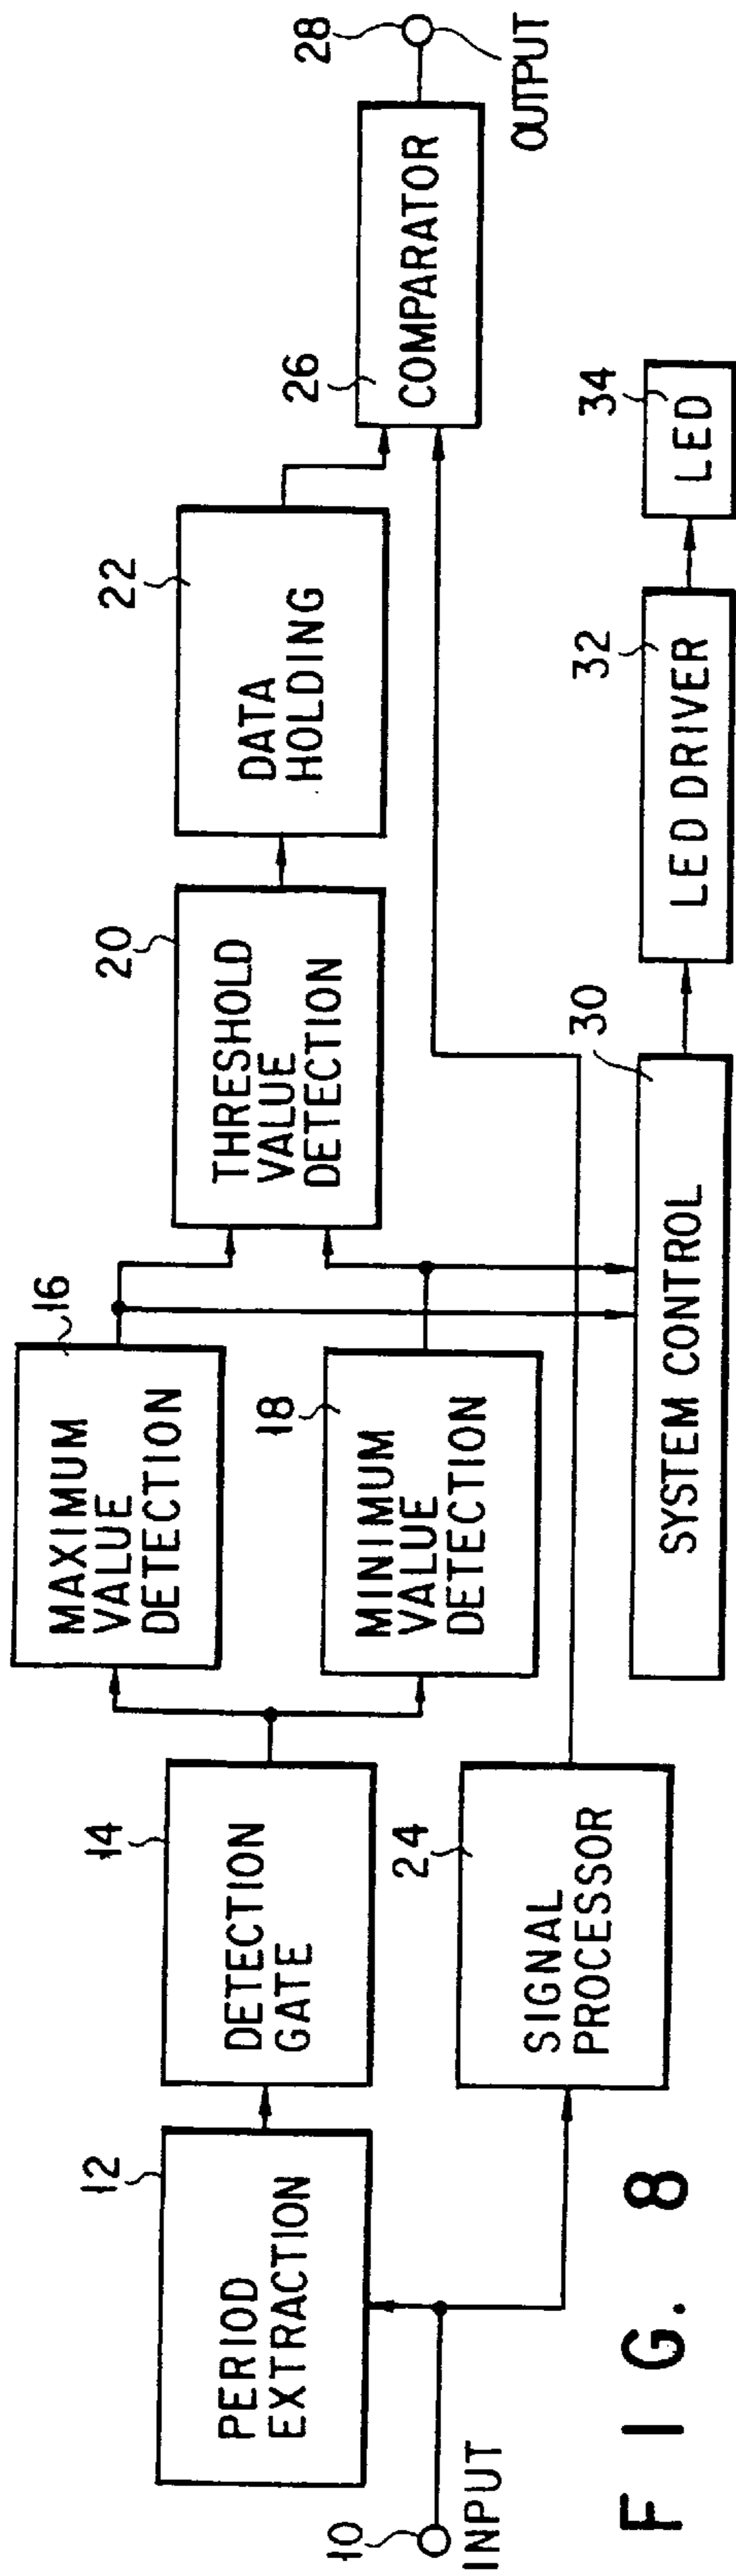 10
INPUT
12
PERIOD
EXTRACTION
14
DETECTION
GATE
16
MAXIMUM
VALUE
DETECTION
18
MINIMUM
VALUE
DETECTION
20
THRESHOLD
VALUE
DETECTION
22
DATA
HOLDING
24
SIGNAL
PROCESSOR
26
COMPARATOR
28
OUTPUT
30
SYSTEM CONTROL
32
LED DRIVER
34
LED
FIG. 8